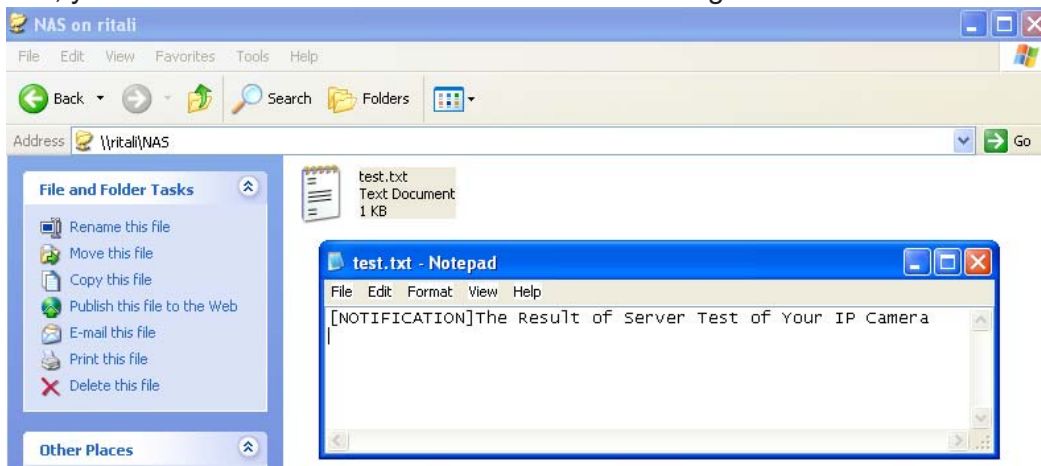 NAS on ritali
File Edit View Favorites Tools Help
Back Search Folders
Address \\ritali\NAS Go
File and Folder Tasks
Rename this file
Move this file
Copy this file
Publish this file to the Web
E-mail this file
Print this file
Delete this file
Other Places
test.txt
Text Document
1 KB
test.txt - Notepad
File Edit Format View Help
[NOTIFICATION]The Result of Server Test of Your IP Camera